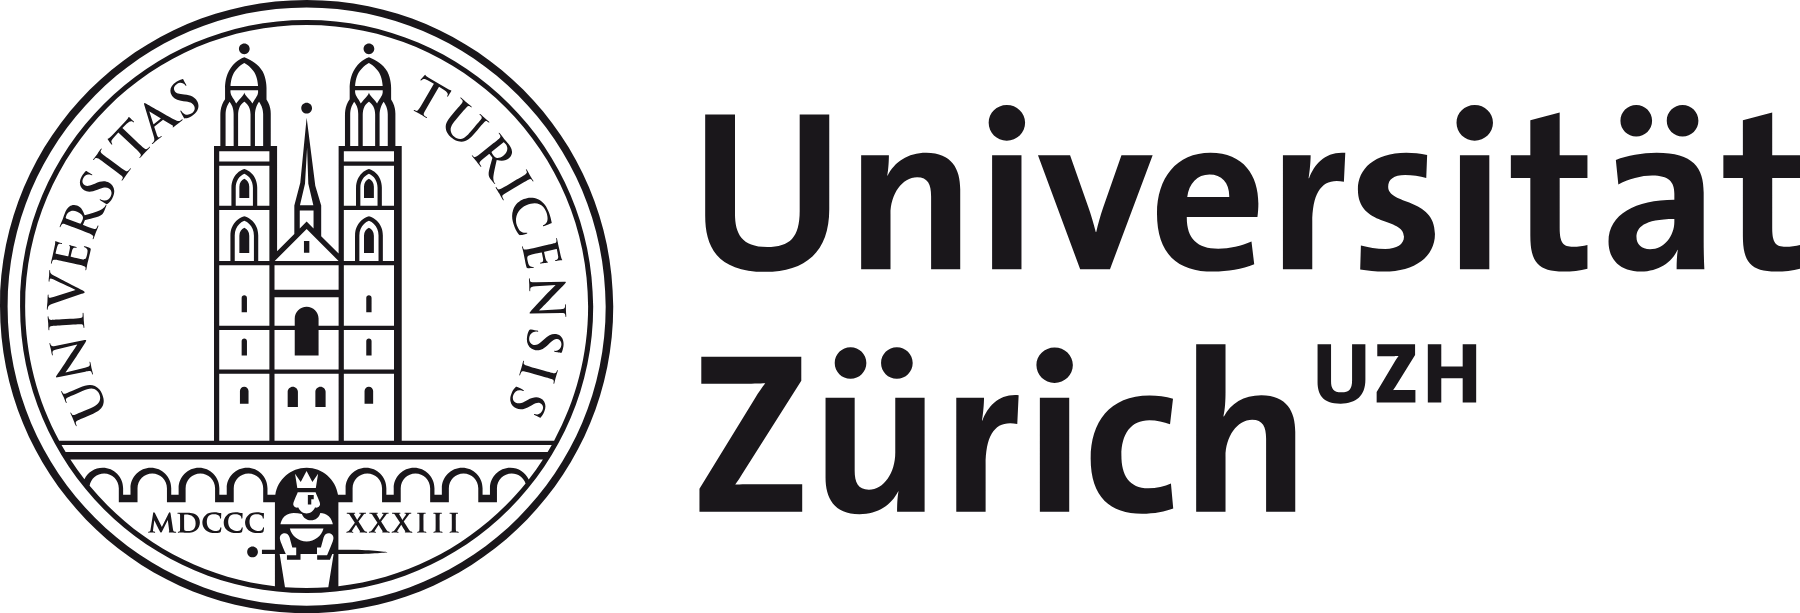 UNIVERSITAS TURICENSIS
MDCCC XXXIII
Universität
Zürich UZH